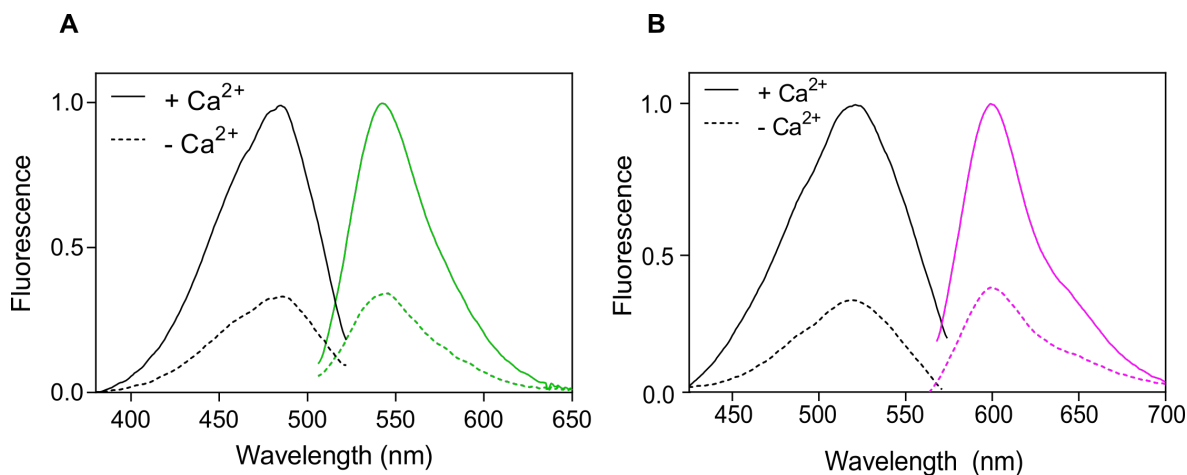 A
B
+ Ca2+
- Ca2+
+ Ca2+
- Ca2+
Fluorescence
1.0
0.5
0.0
400 450 500 550 600 650
Wavelength (nm)
Fluorescence
1.0
0.5
0.0
450 500 550 600 650 700
Wavelength (nm)